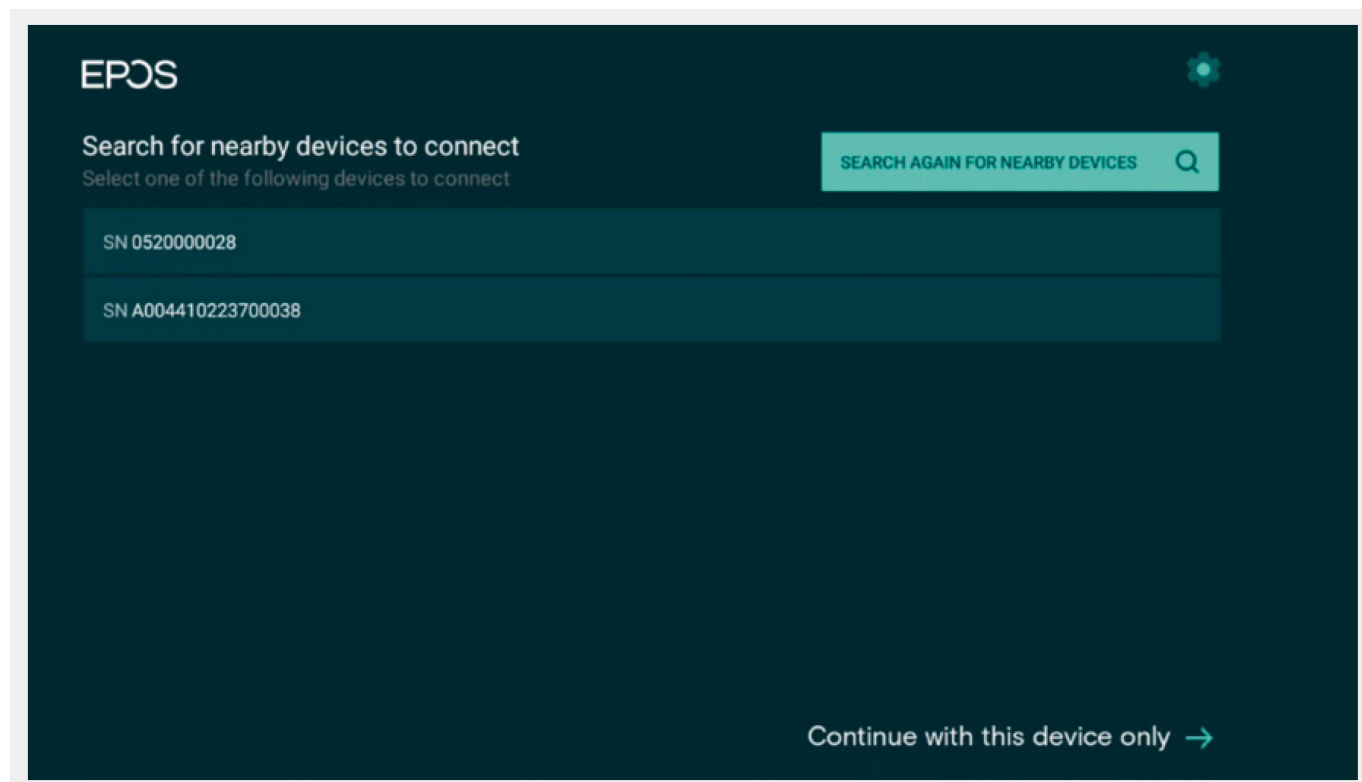 EPOS
Search for nearby devices to connect
Select one of the following devices to connect
SEARCH AGAIN FOR NEARBY DEVICES
SN 0520000028
SN A004410223700038
Continue with this device only →